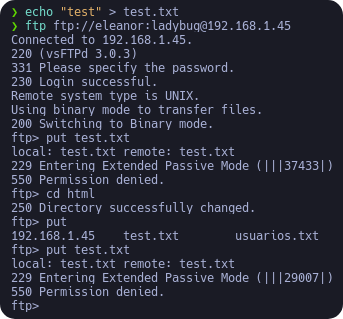 ❯ echo "test" > test.txt
❯ ftp ftp://eleanor:ladybug@192.168.1.45
Connected to 192.168.1.45.
220 (vsFTPd 3.0.3)
331 Please specify the password.
230 Login successful.
Remote system type is UNIX.
Using binary mode to transfer files.
200 Switching to Binary mode.
ftp> put test.txt
local: test.txt remote: test.txt
229 Entering Extended Passive Mode (|||37433|)
550 Permission denied.
ftp> cd html
250 Directory successfully changed.
ftp> put
192.168.1.45    test.txt        usuarios.txt
ftp> put test.txt
local: test.txt remote: test.txt
229 Entering Extended Passive Mode (|||29007|)
550 Permission denied.
ftp>